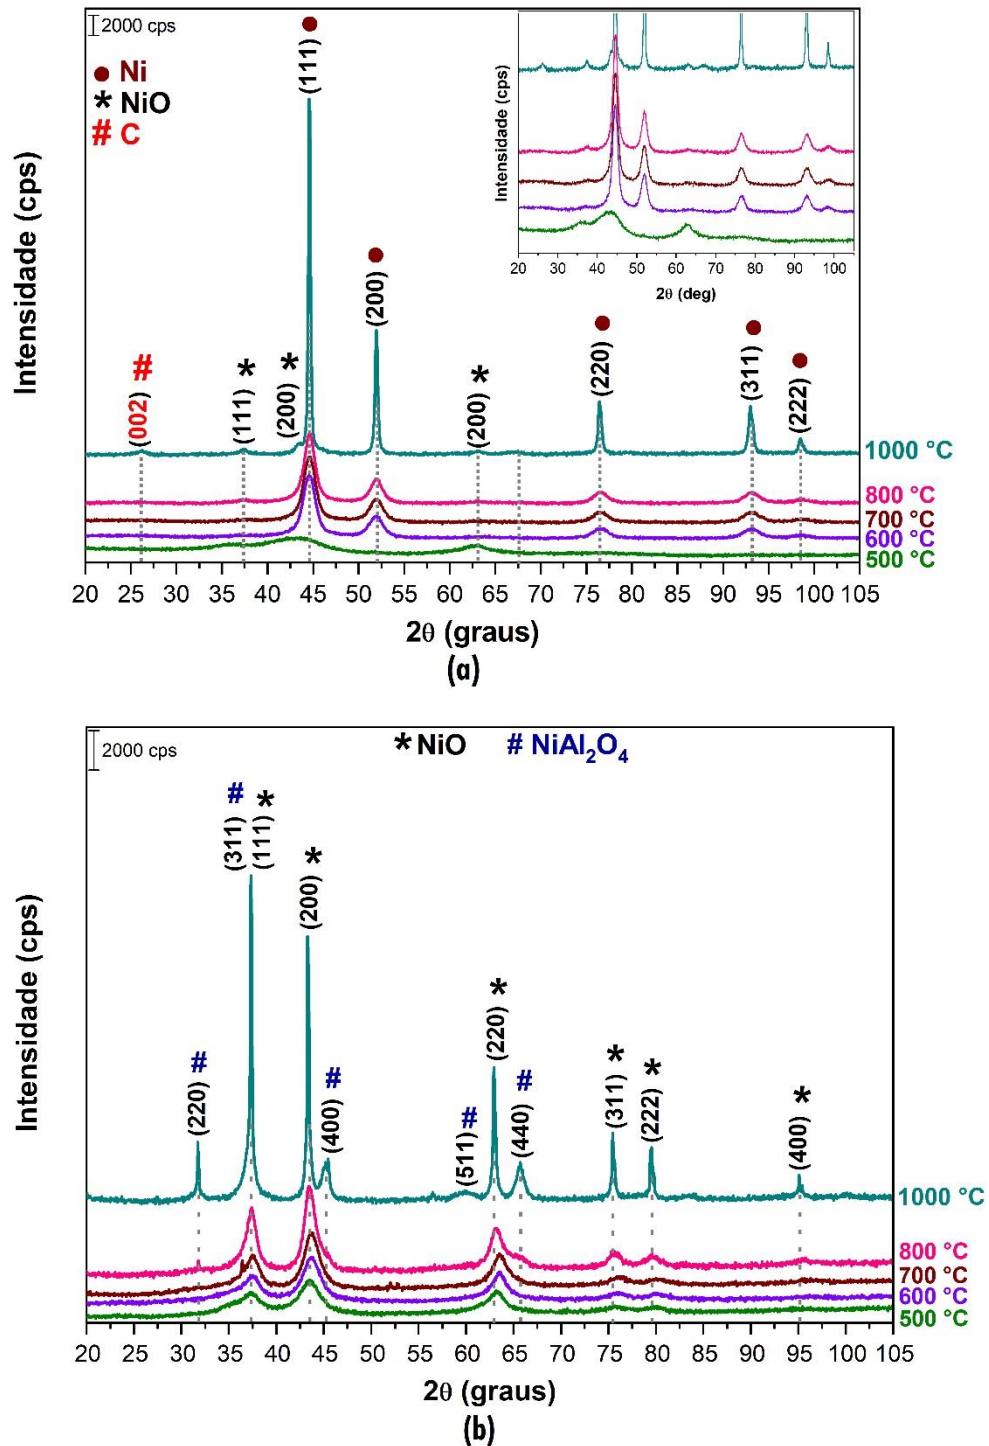 2000 cps
● Ni
* NiO
# C
Intensidade (cps)
●
(111)
●
(200)
#
(002)
(111) *
(200) *
(200) *
(220) ●
(311) ●
(222) ●
1000 °C
800 °C
700 °C
600 °C
500 °C
20 25 30 35 40 45 50 55 60 65 70 75 80 85 90 95 100 105
2θ (graus)
Intensidade (cps)
20 30 40 50 60 70 80 90 100
2θ (deg)
(a)
2000 cps
* NiO # NiAl₂O₄
Intensidade (cps)
(220) #
(311) #
(111) *
(200) *
(400) #
(511) #
(220) *
(440) #
(311) *
(222) *
(400) *
1000 °C
800 °C
700 °C
600 °C
500 °C
20 25 30 35 40 45 50 55 60 65 70 75 80 85 90 95 100 105
2θ (graus)
(b)